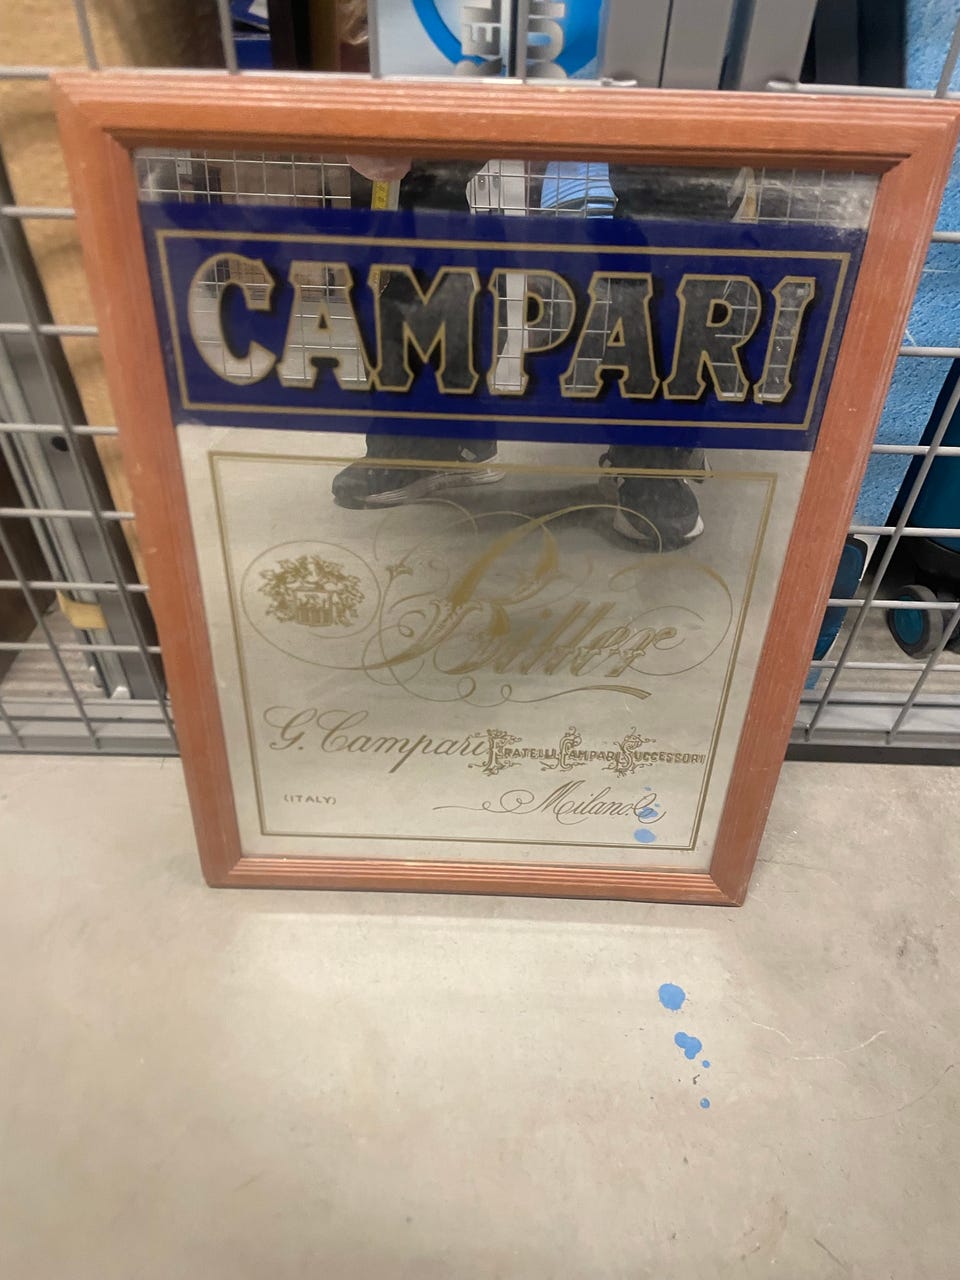 CAMPARI
Bitter
G. Campari FRATELLI CAMPARI SUCCESSORI
(ITALY)
Milano